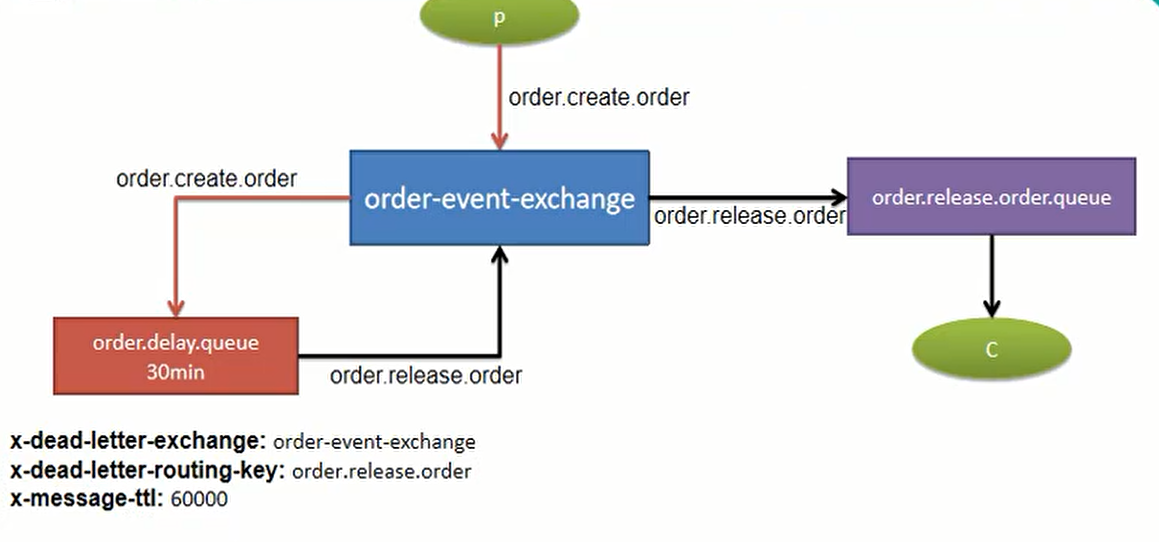 p
order.create.order
order.create.order
order-event-exchange
order.release.order
order.release.order.queue
order.delay.queue
30min
order.release.order
C
x-dead-letter-exchange: order-event-exchange
x-dead-letter-routing-key: order.release.order
x-message-ttl: 60000